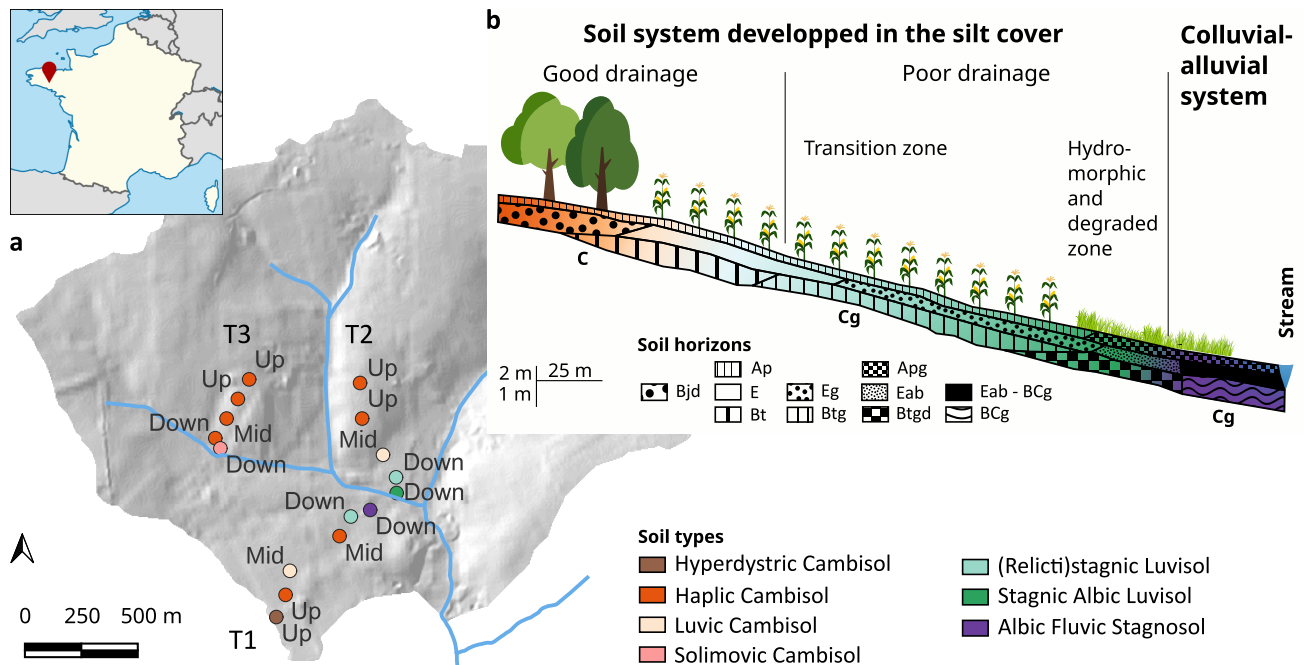 a
T3
Up
Up
Mid
Down
Down
T2
Up
Up
Mid
Down
Down
Down
Down
Mid
Mid
Up
Up
T1
0 250 500 m
b
Soil system developped in the silt cover
Colluvial-
alluvial
system
Good drainage
Poor drainage
Transition zone
Hydro-
morphic
and
degraded
zone
C
Cg
Cg
Stream
2 m
1 m
25 m
Soil horizons
Ap
Apg
Bjd
E
Eg
Eab
Eab - BCg
Bt
Btg
Btgd
BCg
Soil types
Hyperdystric Cambisol
Haplic Cambisol
Luvic Cambisol
Solimovic Cambisol
(Relicti)stagnic Luvisol
Stagnic Albic Luvisol
Albic Fluvic Stagnosol